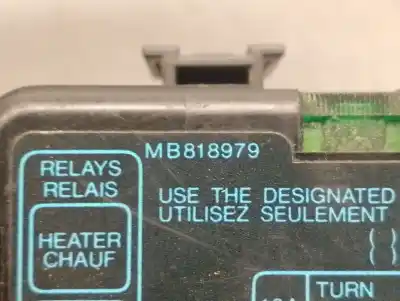 MB818979
RELAYS
RELAIS
USE THE DESIGNATED
UTILISEZ SEULEMENT
HEATER
CHAUF
{ }
TURN